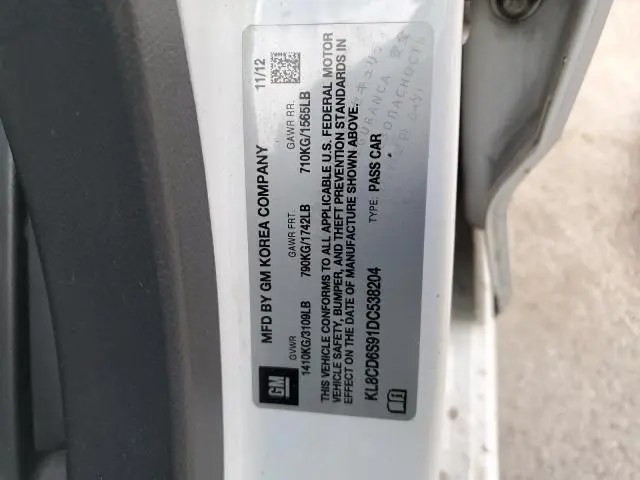 MFD BY GM KOREA COMPANY
11/12
GVWR
GAWR FRT.
GAWR RR.
1410KG/3109LB
790KG/1742LB
710KG/1565LB
THIS VEHICLE CONFORMS TO ALL APPLICABLE U.S. FEDERAL MOTOR
VEHICLE SAFETY, BUMPER, AND THEFT PREVENTION STANDARDS IN
EFFECT ON THE DATE OF MANUFACTURE SHOWN ABOVE.
KL8CD6S91DC538204
TYPE: PASS CAR
GM